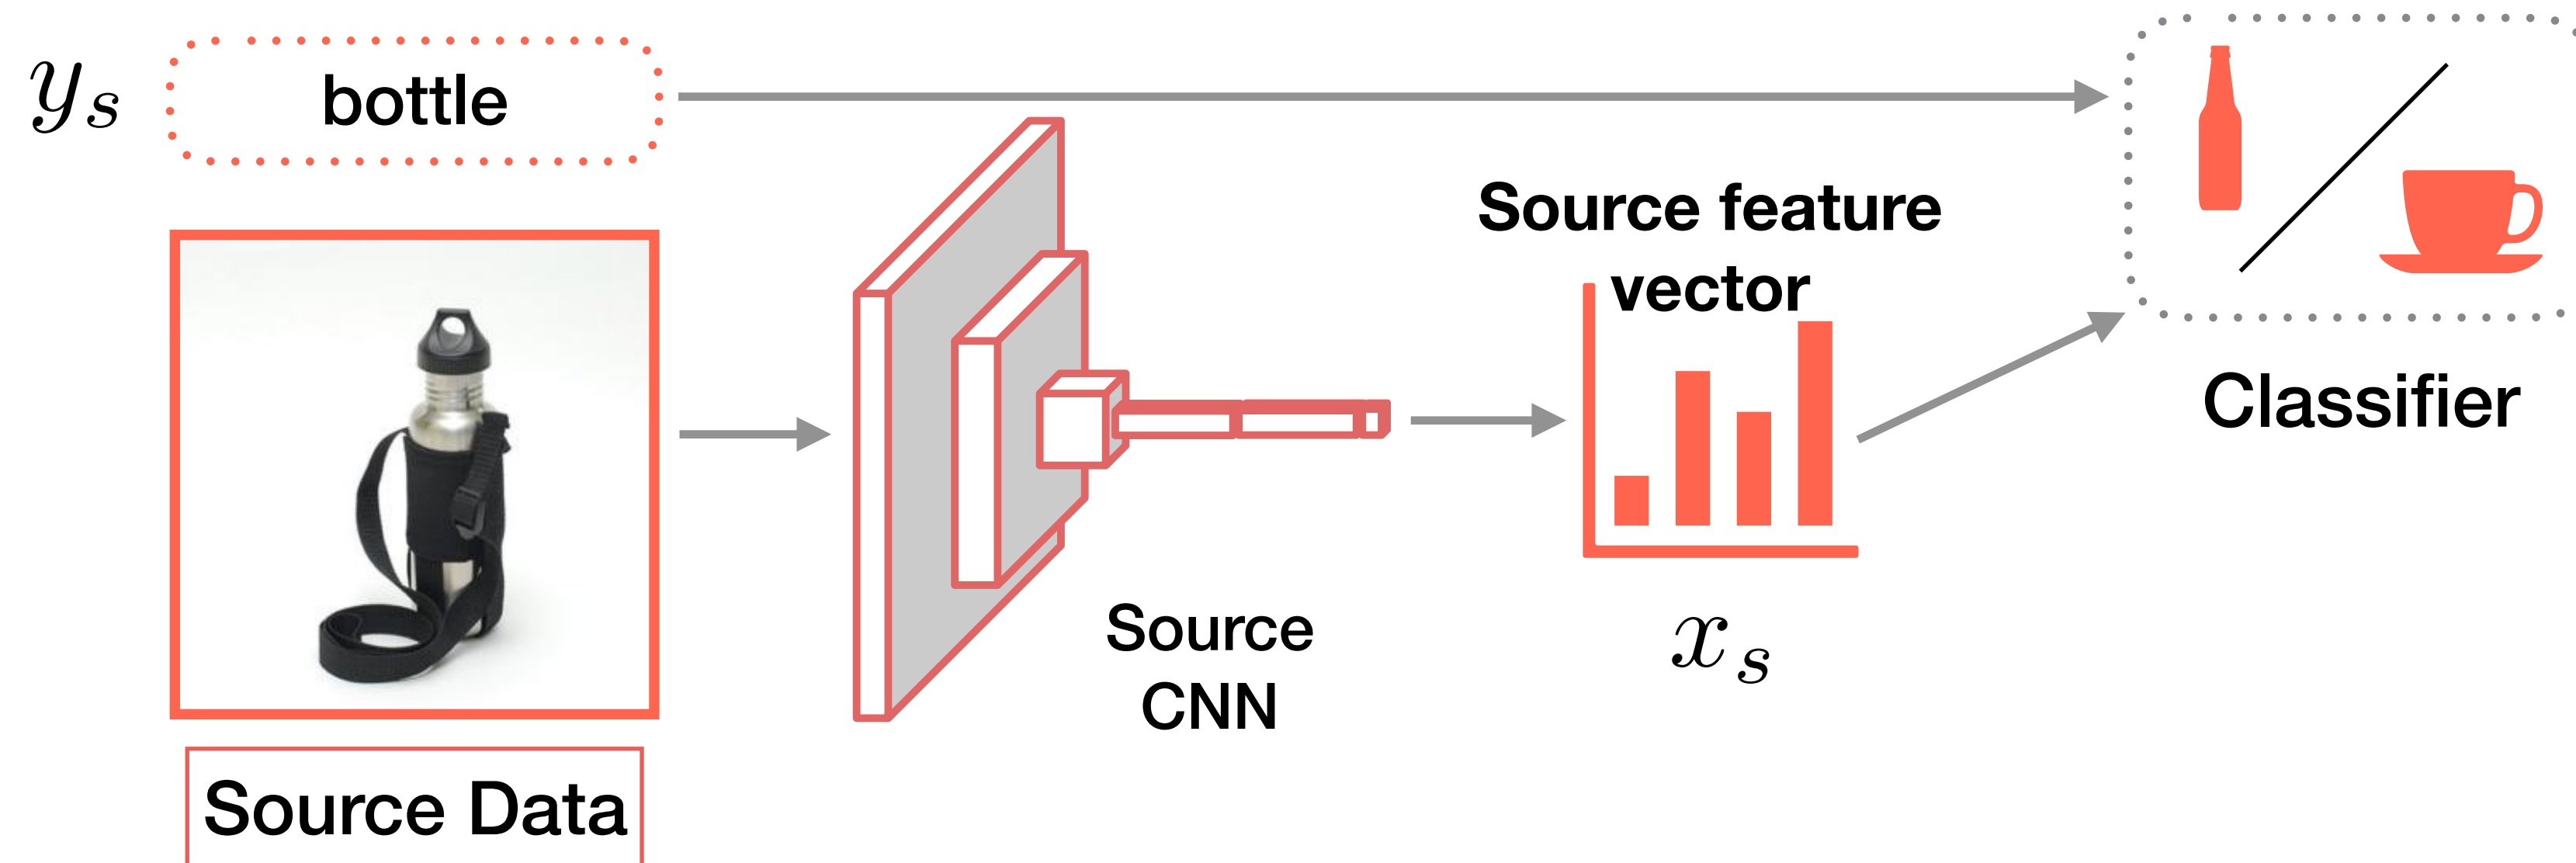 y_s
bottle
Source feature
vector
Classifier
Source
CNN
x_s
Source Data